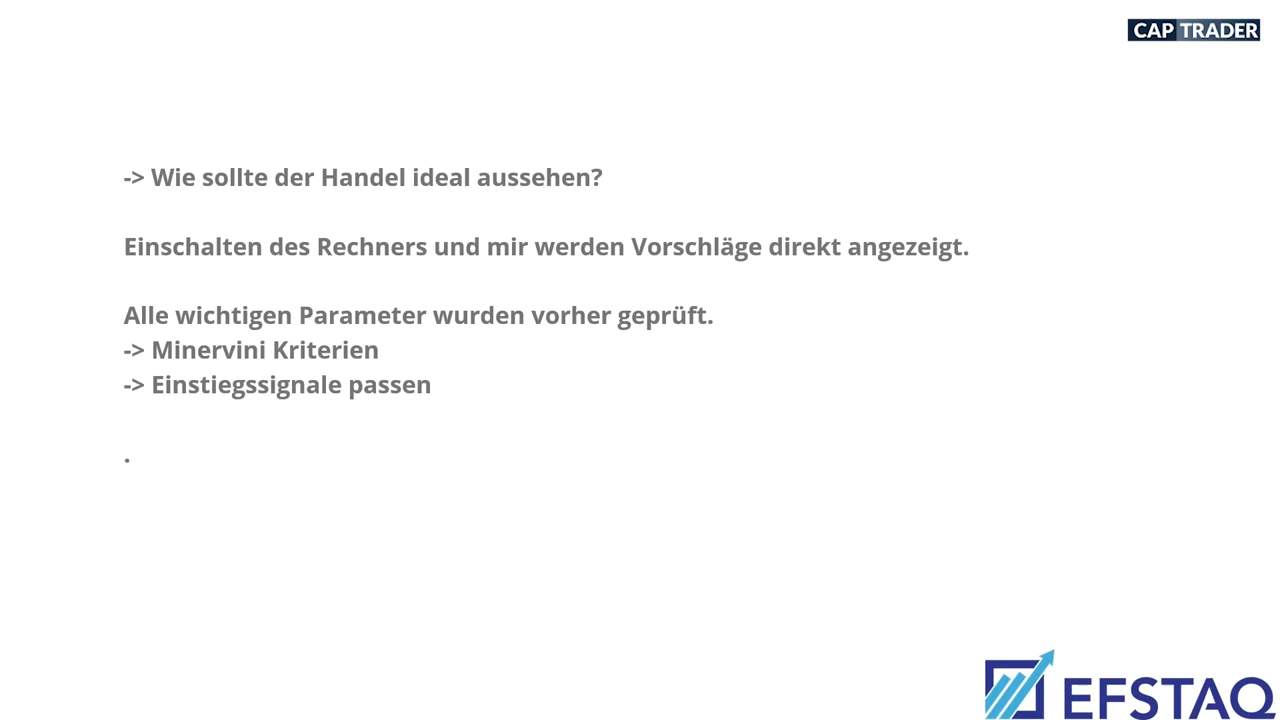 CAP TRADER
-> Wie sollte der Handel ideal aussehen?
Einschalten des Rechners und mir werden Vorschläge direkt angezeigt.
Alle wichtigen Parameter wurden vorher geprüft.
-> Minervini Kriterien
-> Einstiegssignale passen
.
EFSTAQ